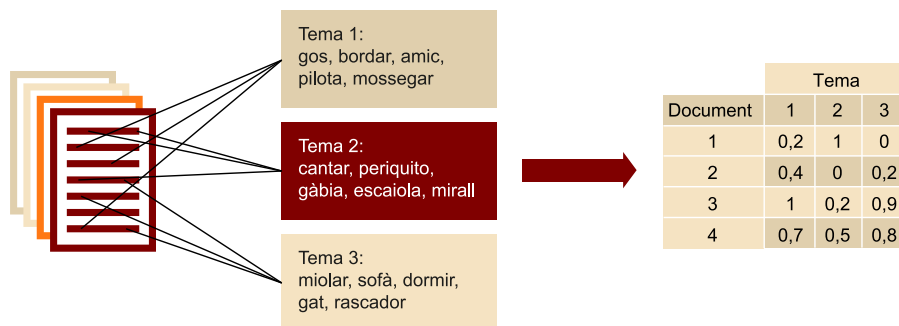 Tema 1:
gos, bordar, amic,
pilota, mossegar
Tema 2:
cantar, periquito,
gàbia, escaiola, mirall
Tema 3:
miolar, sofà, dormir,
gat, rascador
Tema
Document 1 2 3
1 0,2 1 0
2 0,4 0 0,2
3 1 0,2 0,9
4 0,7 0,5 0,8